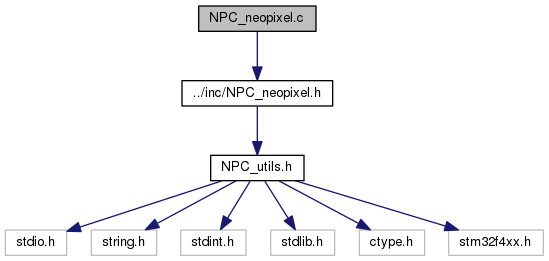 NPC_neopixel.c
../inc/NPC_neopixel.h
NPC_utils.h
stdio.h
string.h
stdint.h
stdlib.h
ctype.h
stm32f4xx.h